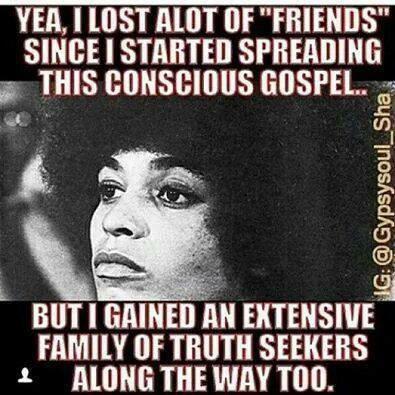 YEA, I LOST ALOT OF "FRIENDS"
SINCE I STARTED SPREADING
THIS CONSCIOUS GOSPEL..
IG: @Gypsysoul_Sha
BUT I GAINED AN EXTENSIVE
FAMILY OF TRUTH SEEKERS
ALONG THE WAY TOO.